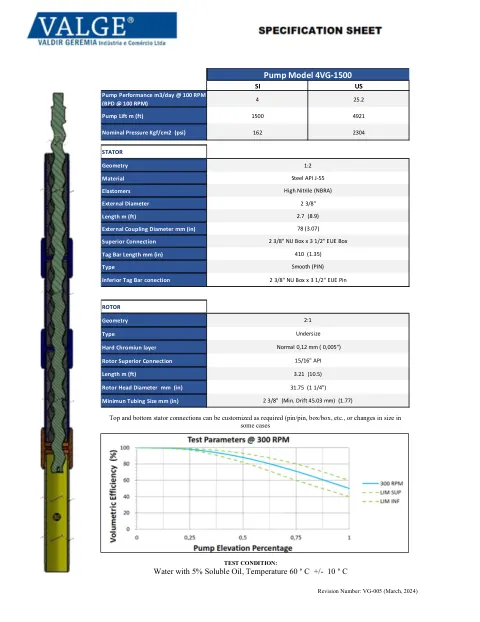 VALGE®
VALDIR GEREMIA Indústria e Comércio Ltda
SPECIFICATION SHEET
Pump Model 4VG-1500
SI US
Pump Performance m3/day @ 100 RPM (BPD @ 100 RPM) 4 25.2
Pump Lift m (ft) 1500 4921
Nominal Pressure Kgf/cm2 (psi) 162 2304
STATOR
Geometry 1:2
Material Steel API J-55
Elastomers High Nitrile (NBRA)
External Diameter 2 3/8"
Length m (ft) 2.7 (8.9)
External Coupling Diameter mm (in) 78 (3.07)
Superior Connection 2 3/8" NU Box x 3 1/2" EUE Box
Tag Bar Length mm (in) 410 (1.35)
Type Smooth (PIN)
Inferior Tag Bar conection 2 3/8" NU Box x 3 1/2" EUE Pin
ROTOR
Geometry 2:1
Type Undersize
Hard Chromiun layer Normal 0,12 mm ( 0,005")
Rotor Superior Connection 15/16" API
Length m (ft) 3.21 (10.5)
Rotor Head Diameter mm (in) 31.75 (1 1/4")
Minimun Tubing Size mm (in) 2 3/8" (Min. Drift 45.03 mm) (1.77)
Top and bottom stator connections can be customized as required (pin/pin, box/box, etc., or changes in size in
some cases
Test Parameters @ 300 RPM
Volumetric Efficiency (%)
100
80
60
40
20
0
0 0,25 0,5 0,75 1
Pump Elevation Percentage
300 RPM
LIM SUP
LIM INF
TEST CONDITION:
Water with 5% Soluble Oil, Temperature 60 º C +/- 10 º C
Revision Number: VG-005 (March, 2024)